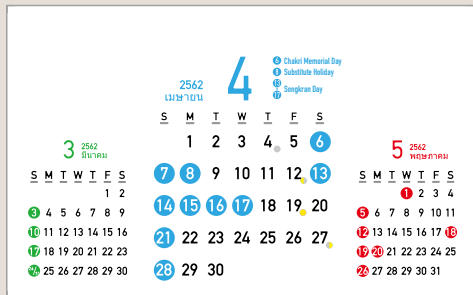 4
2562
เมษายน
6 Chakri Memorial Day
8 Substitute Holiday
13
17 Songkran Day
S M T W T F S
1 2 3 4 5 6
7 8 9 10 11 12 13
14 15 16 17 18 19 20
21 22 23 24 25 26 27
28 29 30
3
2562
มีนาคม
S M T W T F S
1 2
3 4 5 6 7 8 9
10 11 12 13 14 15 16
17 18 19 20 21 22 23
24/31 25 26 27 28 29 30
5
2562
พฤษภาคม
S M T W T F S
1 2 3 4
5 6 7 8 9 10 11
12 13 14 15 16 17 18
19 20 21 22 23 24 25
26 27 28 29 30 31